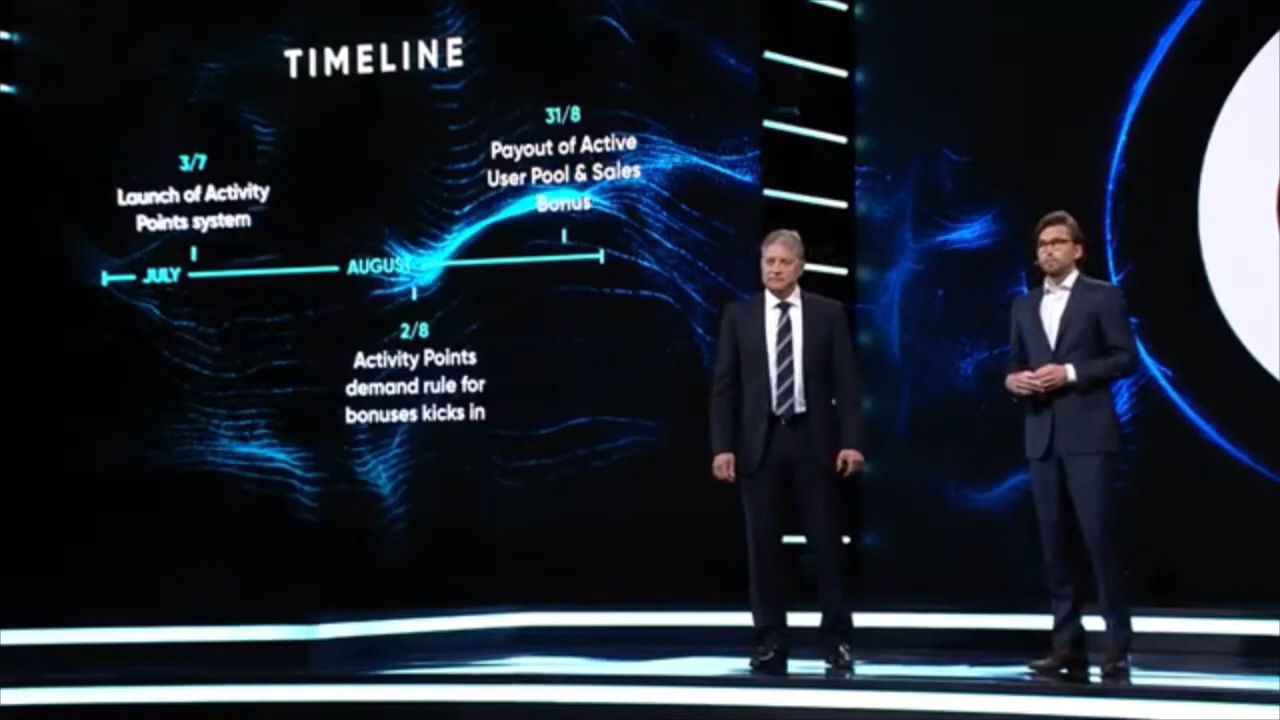 TIMELINE
31/8
Payout of Active
User Pool & Sales
Bonus
3/7
Launch of Activity
Points system
JULY
AUGUST
2/8
Activity Points
demand rule for
bonuses kicks in